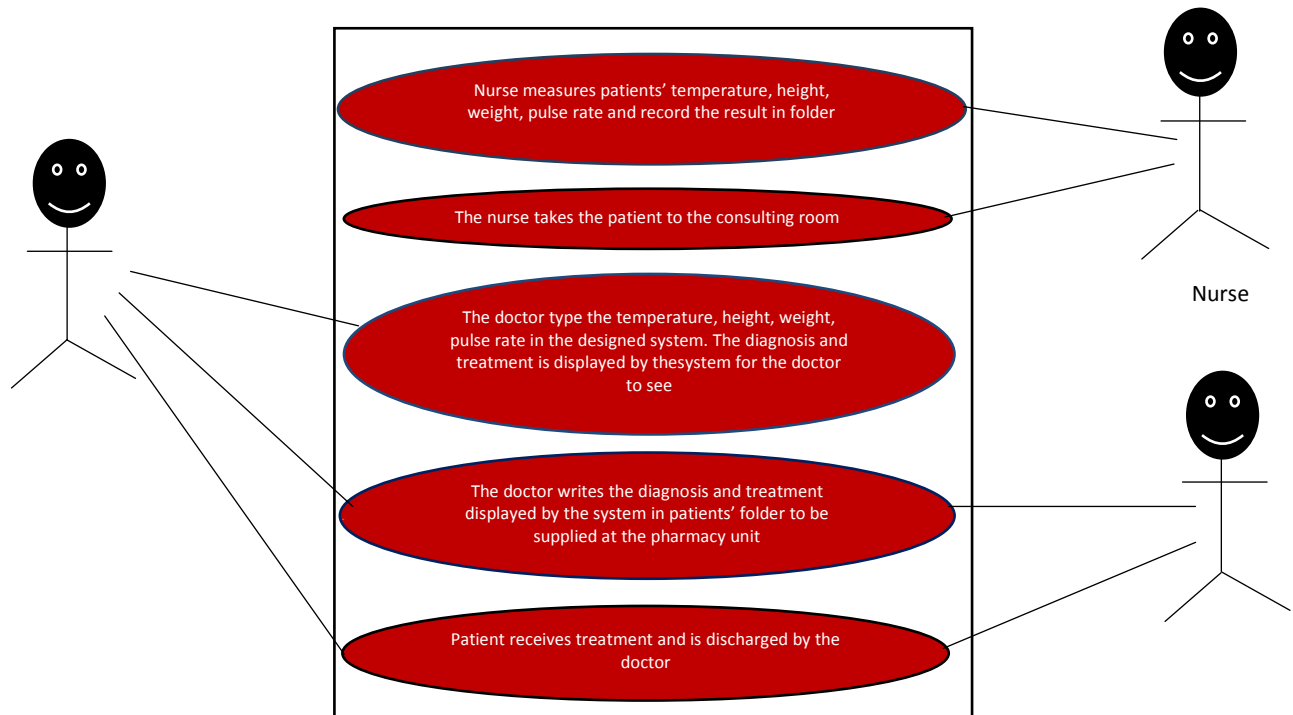 Nurse measures patients’ temperature, height,
weight, pulse rate and record the result in folder
The nurse takes the patient to the consulting room
The doctor type the temperature, height, weight,
pulse rate in the designed system. The diagnosis and
treatment is displayed by thesystem for the doctor
to see
Nurse
The doctor writes the diagnosis and treatment
displayed by the system in patients’ folder to be
supplied at the pharmacy unit
Patient receives treatment and is discharged by the
doctor